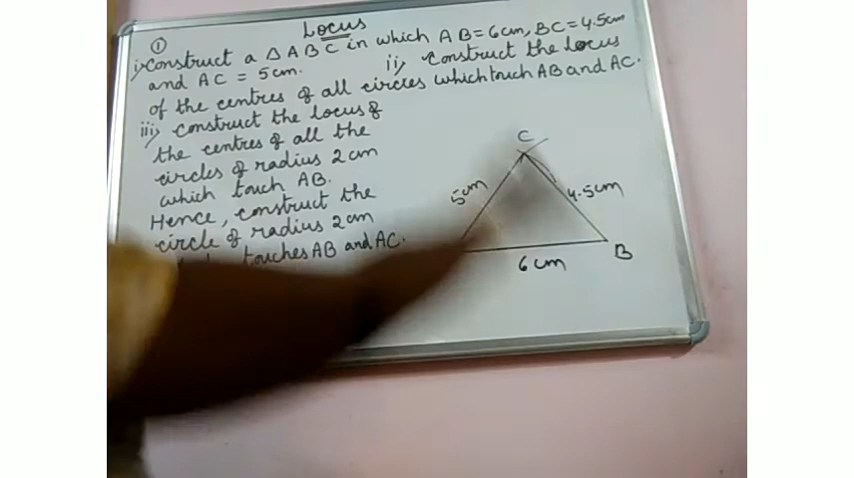 Locus
①
i) Construct a Δ ABC in which AB = 6cm, BC = 4.5cm
and AC = 5cm. ii) Construct the locus
of the centres of all circles which touch AB and AC.
iii) Construct the locus of
the centres of all the
circles of radius 2cm
which touch AB.
Hence, construct the
circle of radius 2cm
touches AB and AC.
C
5cm
4.5cm
6cm
B